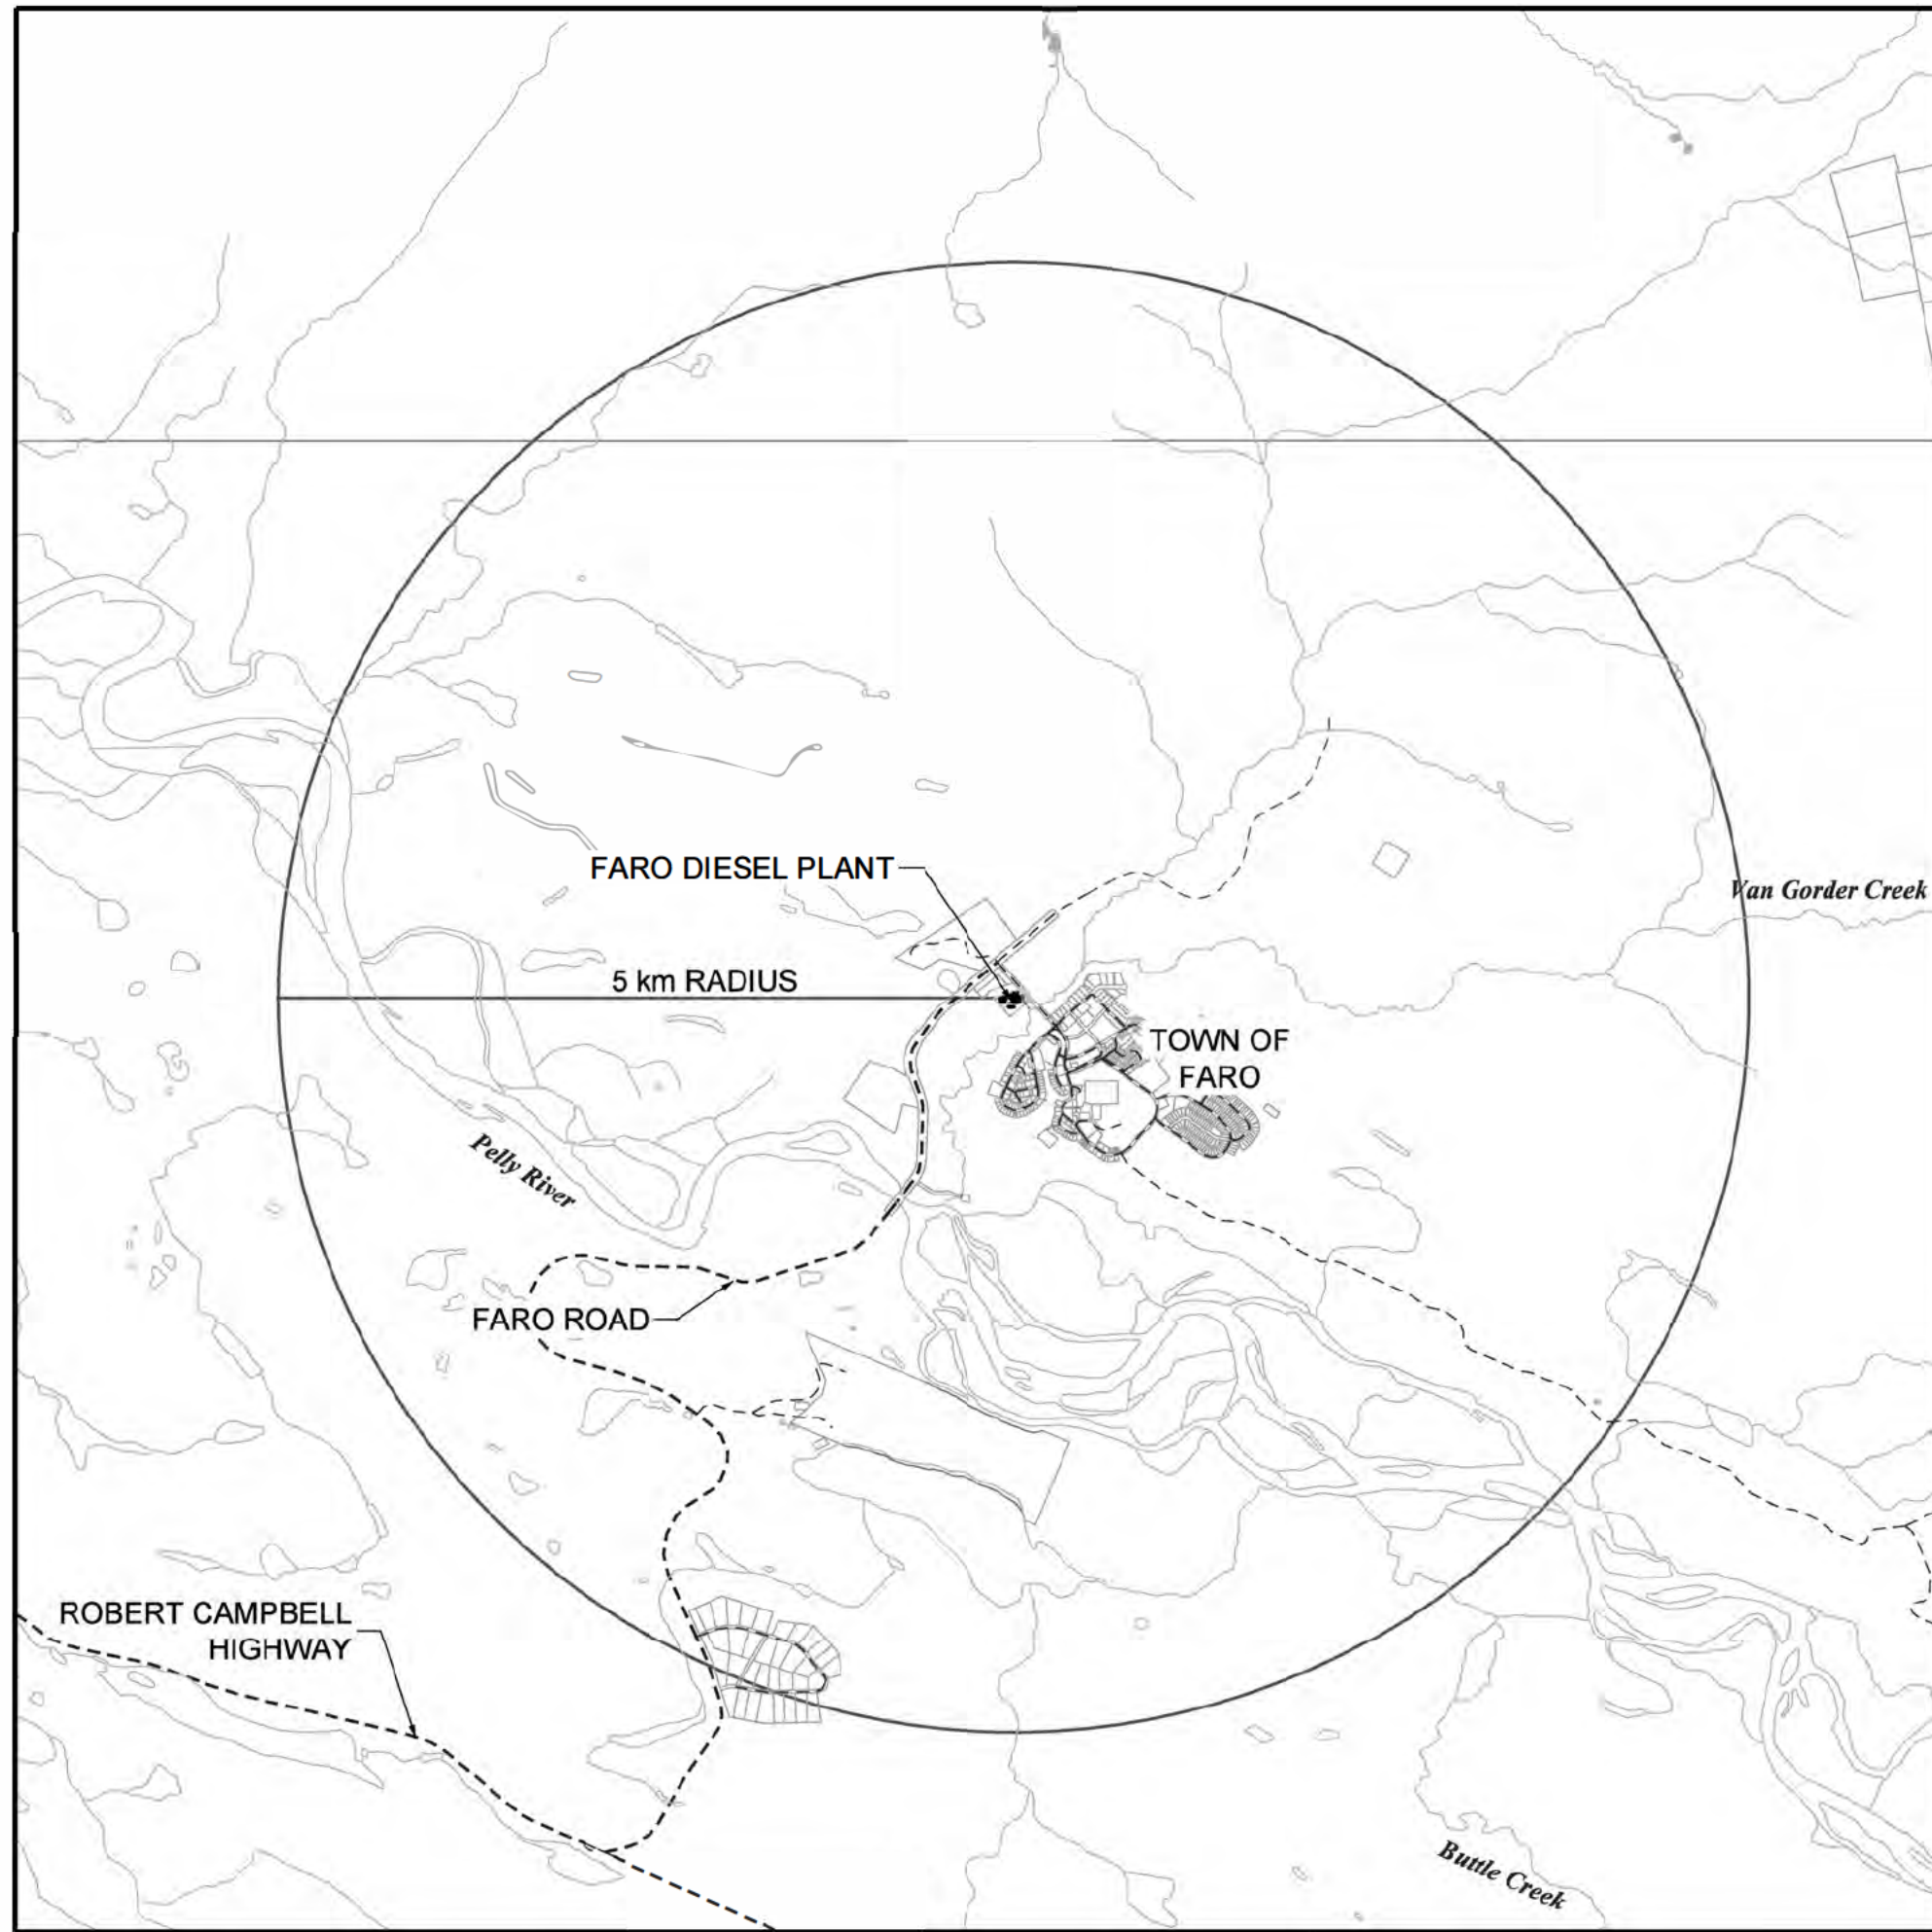 FARO DIESEL PLANT
Van Gorder Creek
5 km RADIUS
TOWN OF
FARO
Pelly River
FARO ROAD
ROBERT CAMPBELL
HIGHWAY
Buttle Creek